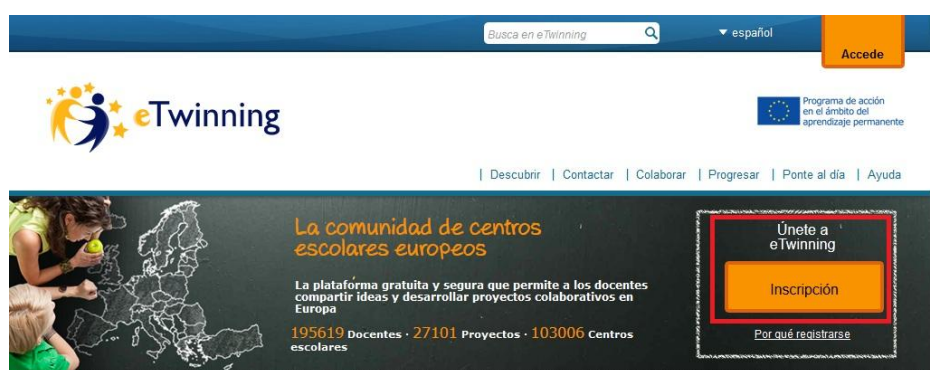 Busca en eTwinning
español
Accede
eTwinning
Programa de acción
en el ámbito del
aprendizaje permanente
| Descubrir | Contactar | Colaborar | Progresar | Ponte al día | Ayuda
La comunidad de centros
escolares europeos
La plataforma gratuita y segura que permite a los docentes
compartir ideas y desarrollar proyectos colaborativos en
Europa
195619 Docentes · 27101 Proyectos · 103006 Centros
escolares
Únete a
eTwinning
Inscripción
Por qué registrarse